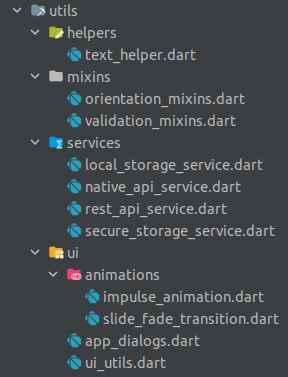 utils
helpers
text_helper.dart
mixins
orientation_mixins.dart
validation_mixins.dart
services
local_storage_service.dart
native_api_service.dart
rest_api_service.dart
secure_storage_service.dart
ui
animations
impulse_animation.dart
slide_fade_transition.dart
app_dialogs.dart
ui_utils.dart